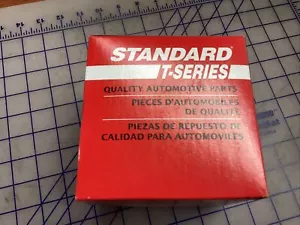 STANDARD
T-SERIES
QUALITY AUTOMOTIVE PARTS
PIECES D'AUTOMOBILES
DE QUALITE
PIEZAS DE REPUESTO DE
CALIDAD PARA AUTOMOVILES